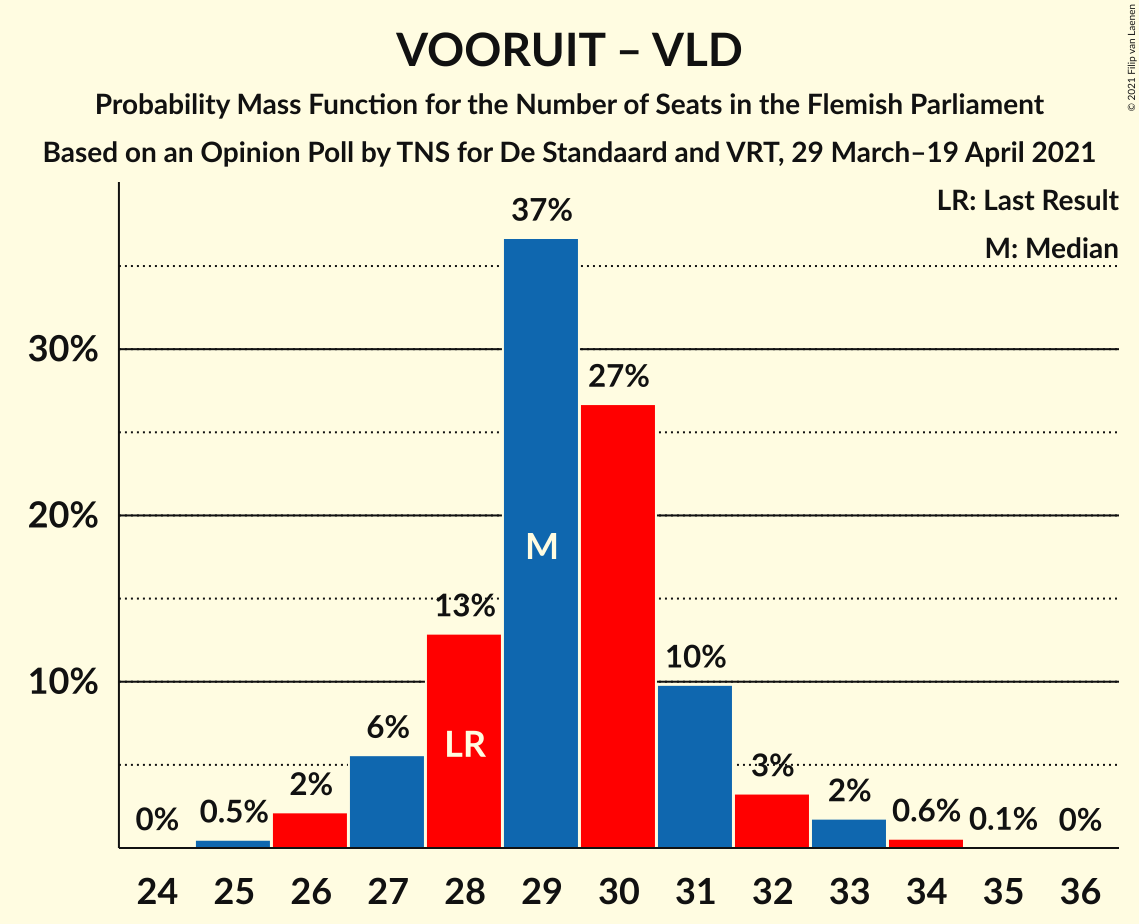 VOORUIT – VLD
Probability Mass Function for the Number of Seats in the Flemish Parliament
Based on an Opinion Poll by TNS for De Standaard and VRT, 29 March–19 April 2021
© 2021 Filip van Laenen
LR: Last Result
M: Median
37%
30%
27%
20%
M
13%
10%
10%
6%
LR
3%
2%
2%
0%
0.5%
0.6%
0.1%
0%
24 25 26 27 28 29 30 31 32 33 34 35 36